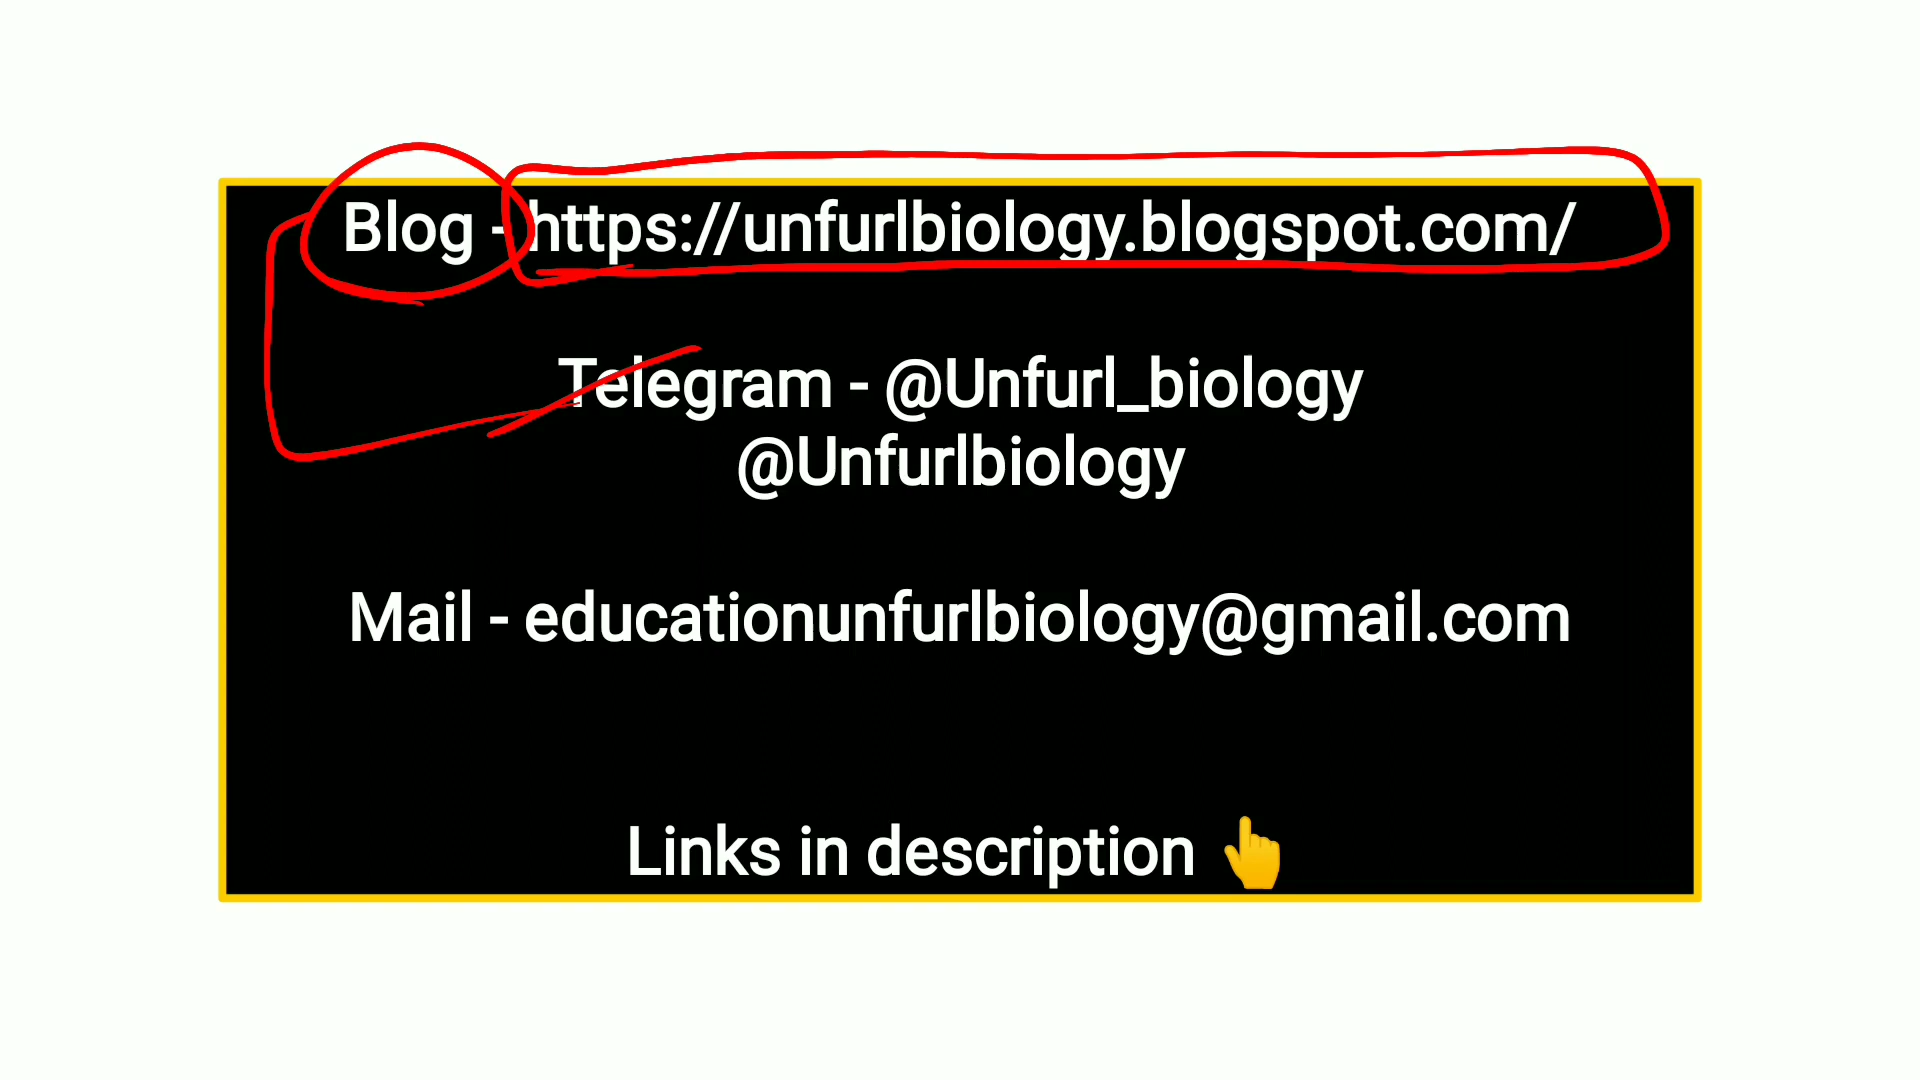 Blog - https://unfurlbiology.blogspot.com/
Telegram - @Unfurl_biology
@Unfurlbiology
Mail - educationunfurlbiology@gmail.com
Links in description 👆